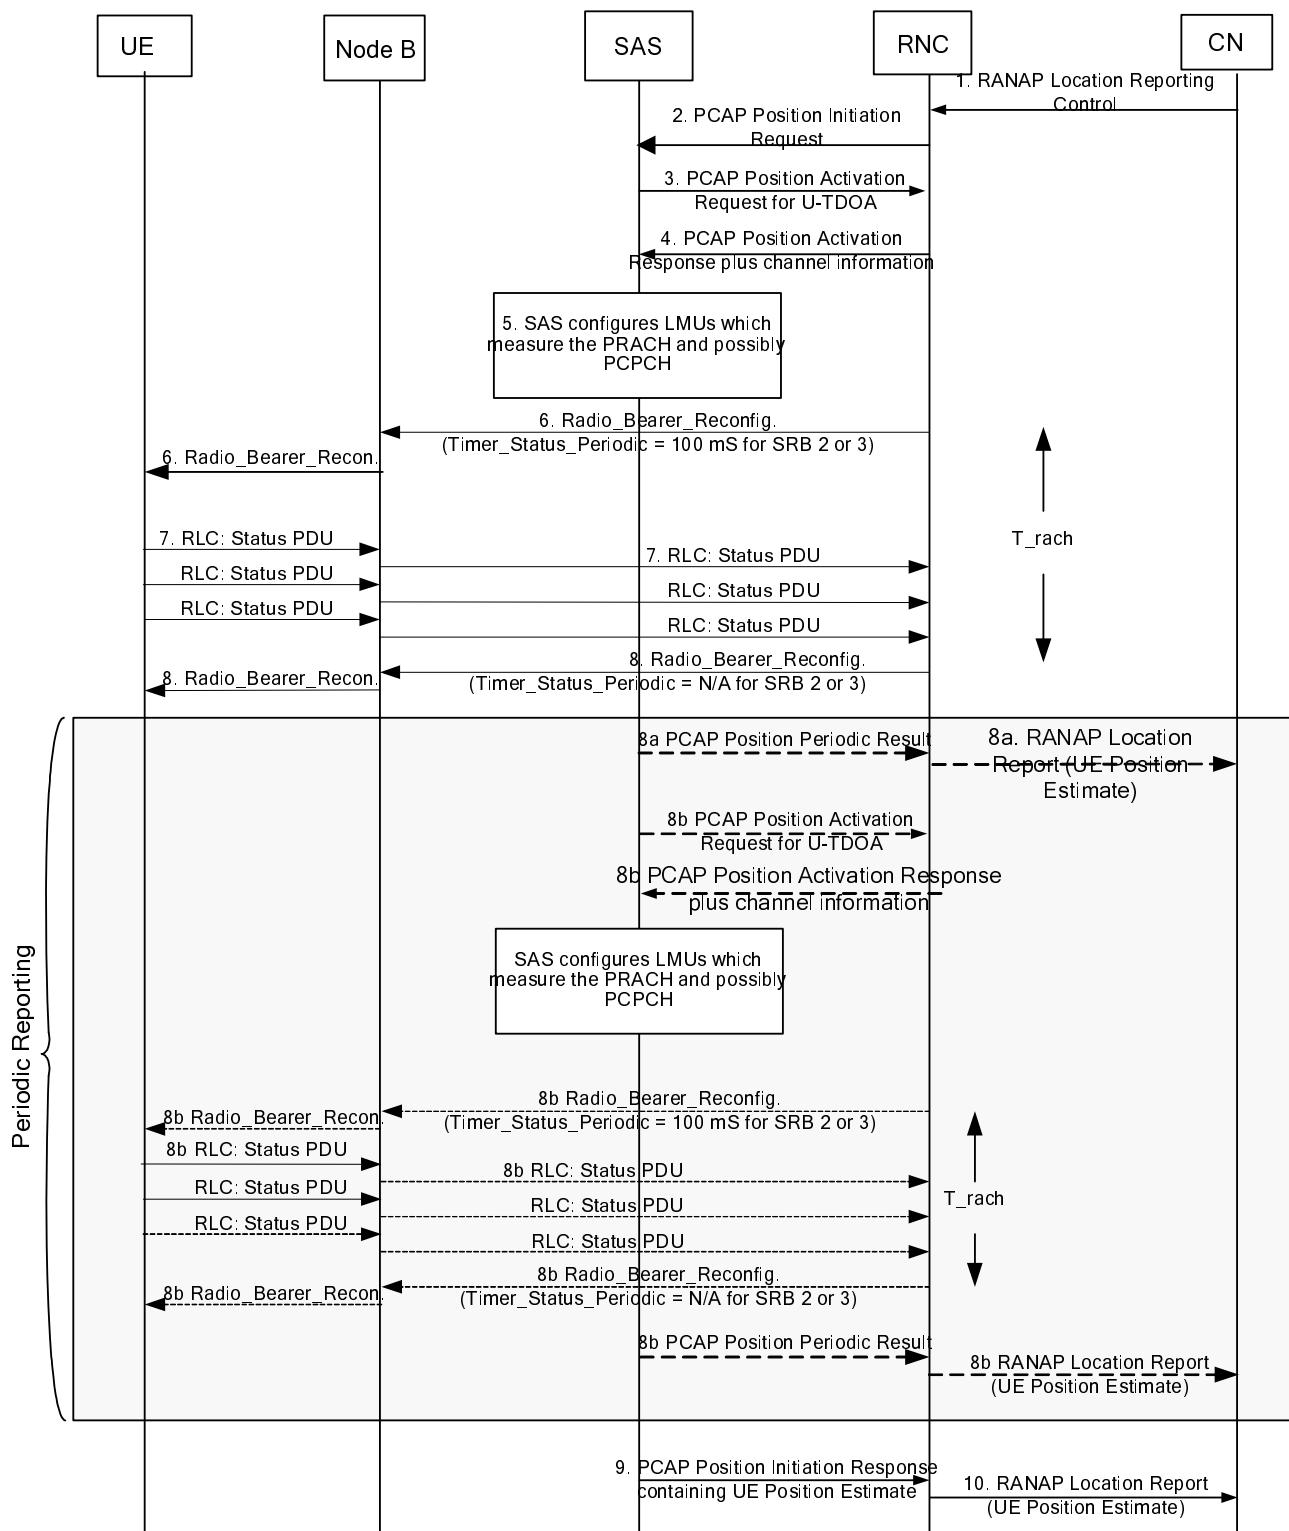 UE
Node B
SAS
RNC
CN
1. RANAP Location Reporting
Control
2. PCAP Position Initiation
Request
3. PCAP Position Activation
Request for U-TDOA
4. PCAP Position Activation
Response plus channel information
5. SAS configures LMUs which
measure the PRACH and possibly
PCPCH
6. Radio_Bearer_Reconfig.
(Timer_Status_Periodic = 100 mS for SRB 2 or 3)
6. Radio_Bearer_Recon.
T_rach
7. RLC: Status PDU
7. RLC: Status PDU
RLC: Status PDU
RLC: Status PDU
RLC: Status PDU
RLC: Status PDU
8. Radio_Bearer_Reconfig.
(Timer_Status_Periodic = N/A for SRB 2 or 3)
8. Radio_Bearer_Recon.
Periodic Reporting
8a PCAP Position Periodic Result
8a. RANAP Location
Report (UE Position
Estimate)
8b PCAP Position Activation
Request for U-TDOA
8b PCAP Position Activation Response
plus channel information
SAS configures LMUs which
measure the PRACH and possibly
PCPCH
8b Radio_Bearer_Reconfig.
(Timer_Status_Periodic = 100 mS for SRB 2 or 3)
8b Radio_Bearer_Recon.
8b RLC: Status PDU
8b RLC: Status PDU
RLC: Status PDU
RLC: Status PDU
T_rach
RLC: Status PDU
RLC: Status PDU
8b Radio_Bearer_Reconfig.
(Timer_Status_Periodic = N/A for SRB 2 or 3)
8b Radio_Bearer_Recon.
8b PCAP Position Periodic Result
8b RANAP Location Report
(UE Position Estimate)
9. PCAP Position Initiation Response
containing UE Position Estimate
10. RANAP Location Report
(UE Position Estimate)